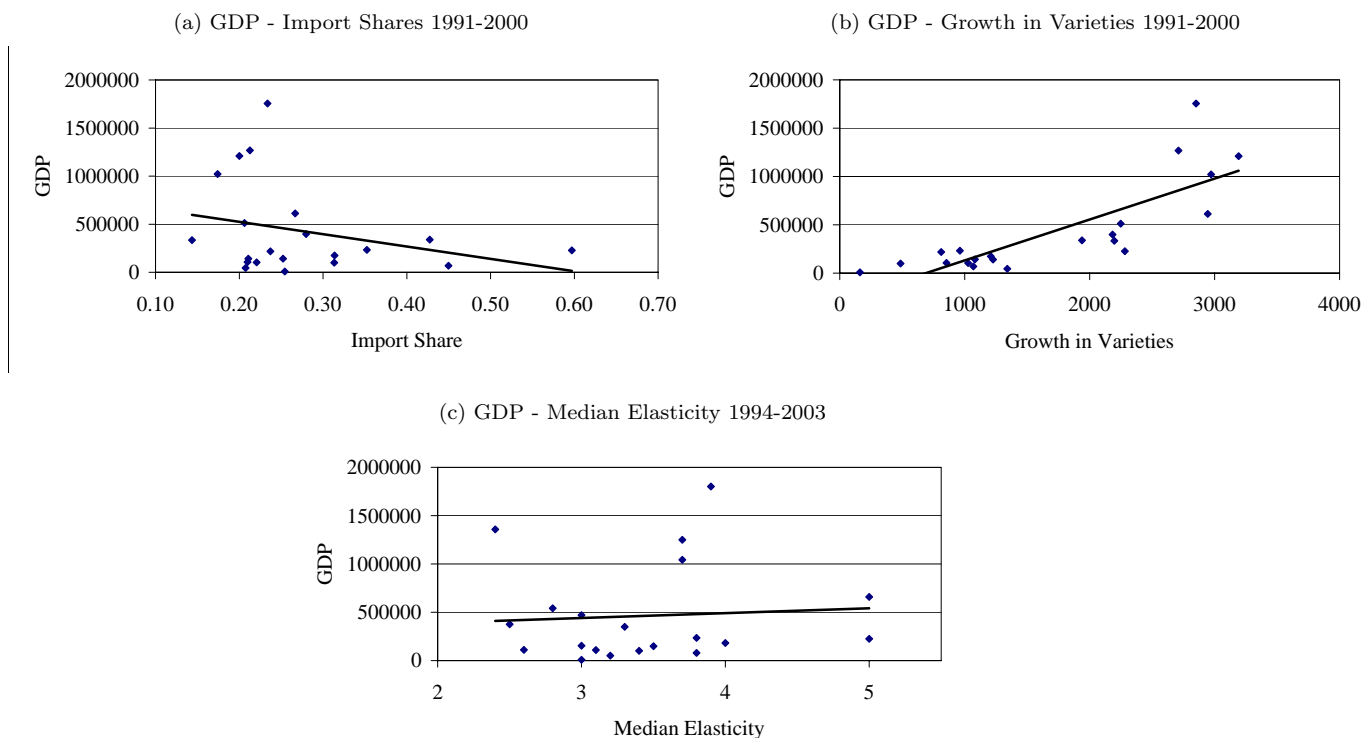 (a) GDP - Import Shares 1991-2000
2000000
1500000
1000000
500000
0
GDP
0.10 0.20 0.30 0.40 0.50 0.60 0.70
Import Share
(b) GDP - Growth in Varieties 1991-2000
2000000
1500000
1000000
500000
0
GDP
0 1000 2000 3000 4000
Growth in Varieties
(c) GDP - Median Elasticity 1994-2003
2000000
1500000
1000000
500000
0
GDP
2 3 4 5
Median Elasticity